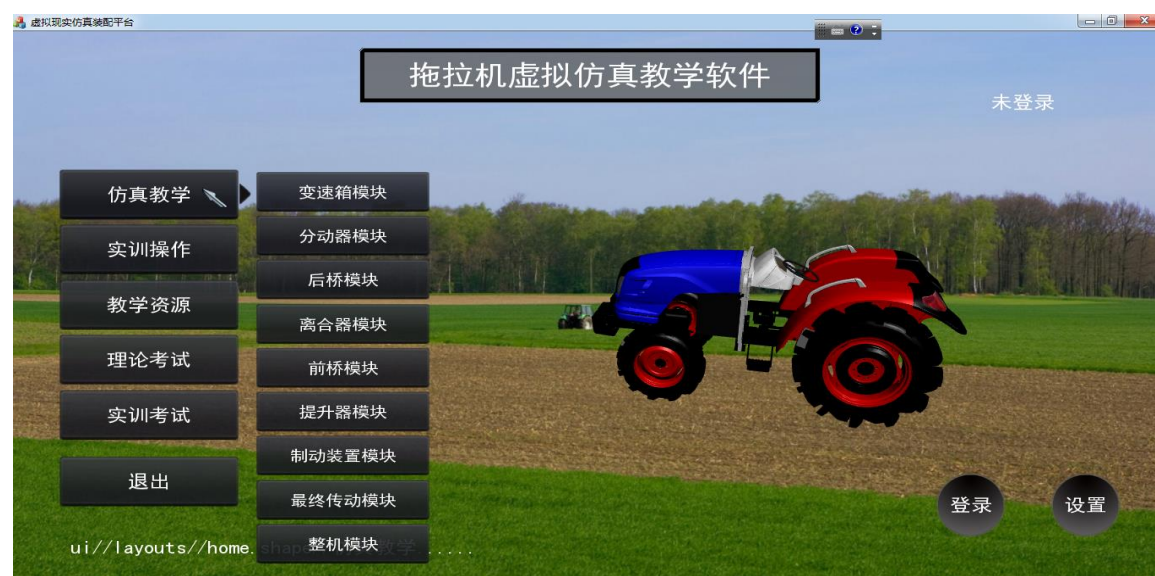 虚拟现实仿真装配平台
拖拉机虚拟仿真教学软件
未登录
仿真教学
实训操作
教学资源
理论考试
实训考试
退出
变速箱模块
分动器模块
后桥模块
离合器模块
前桥模块
提升器模块
制动装置模块
最终传动模块
整机模块
登录
设置
ui//layouts//home.shape 教学 .....